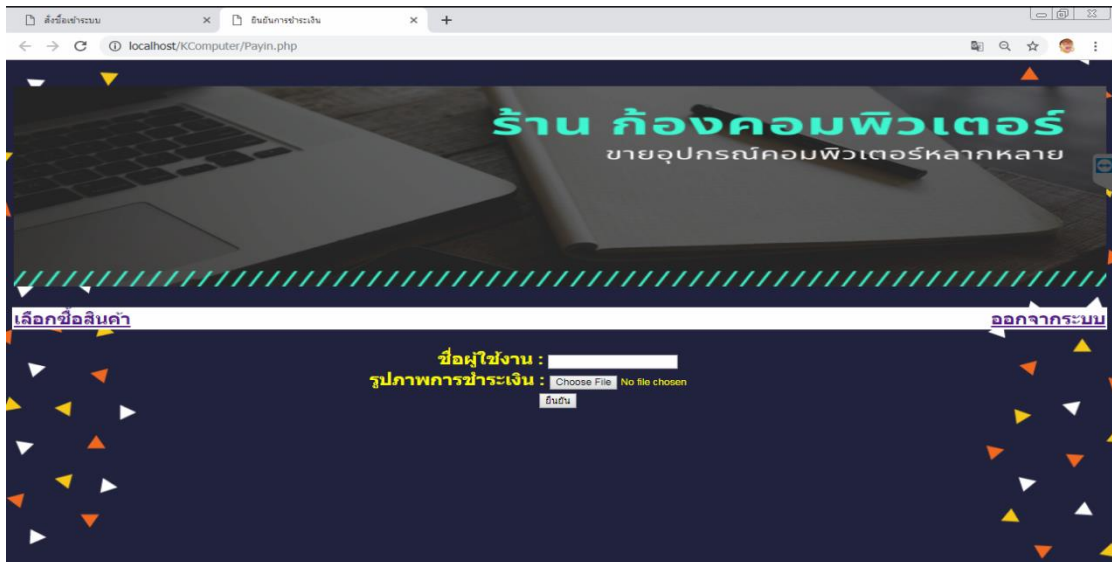 สั่งซื้อเข้าระบบ
ยืนยันการชำระเงิน
localhost/KComputer/Payin.php
ร้าน ก้องคอมพิวเตอร์
ขายอุปกรณ์คอมพิวเตอร์หลากหลาย
เลือกซื้อสินค้า ออกจากระบบ
ชื่อผู้ใช้งาน :
รูปภาพการชำระเงิน : Choose File No file chosen
ยืนยัน